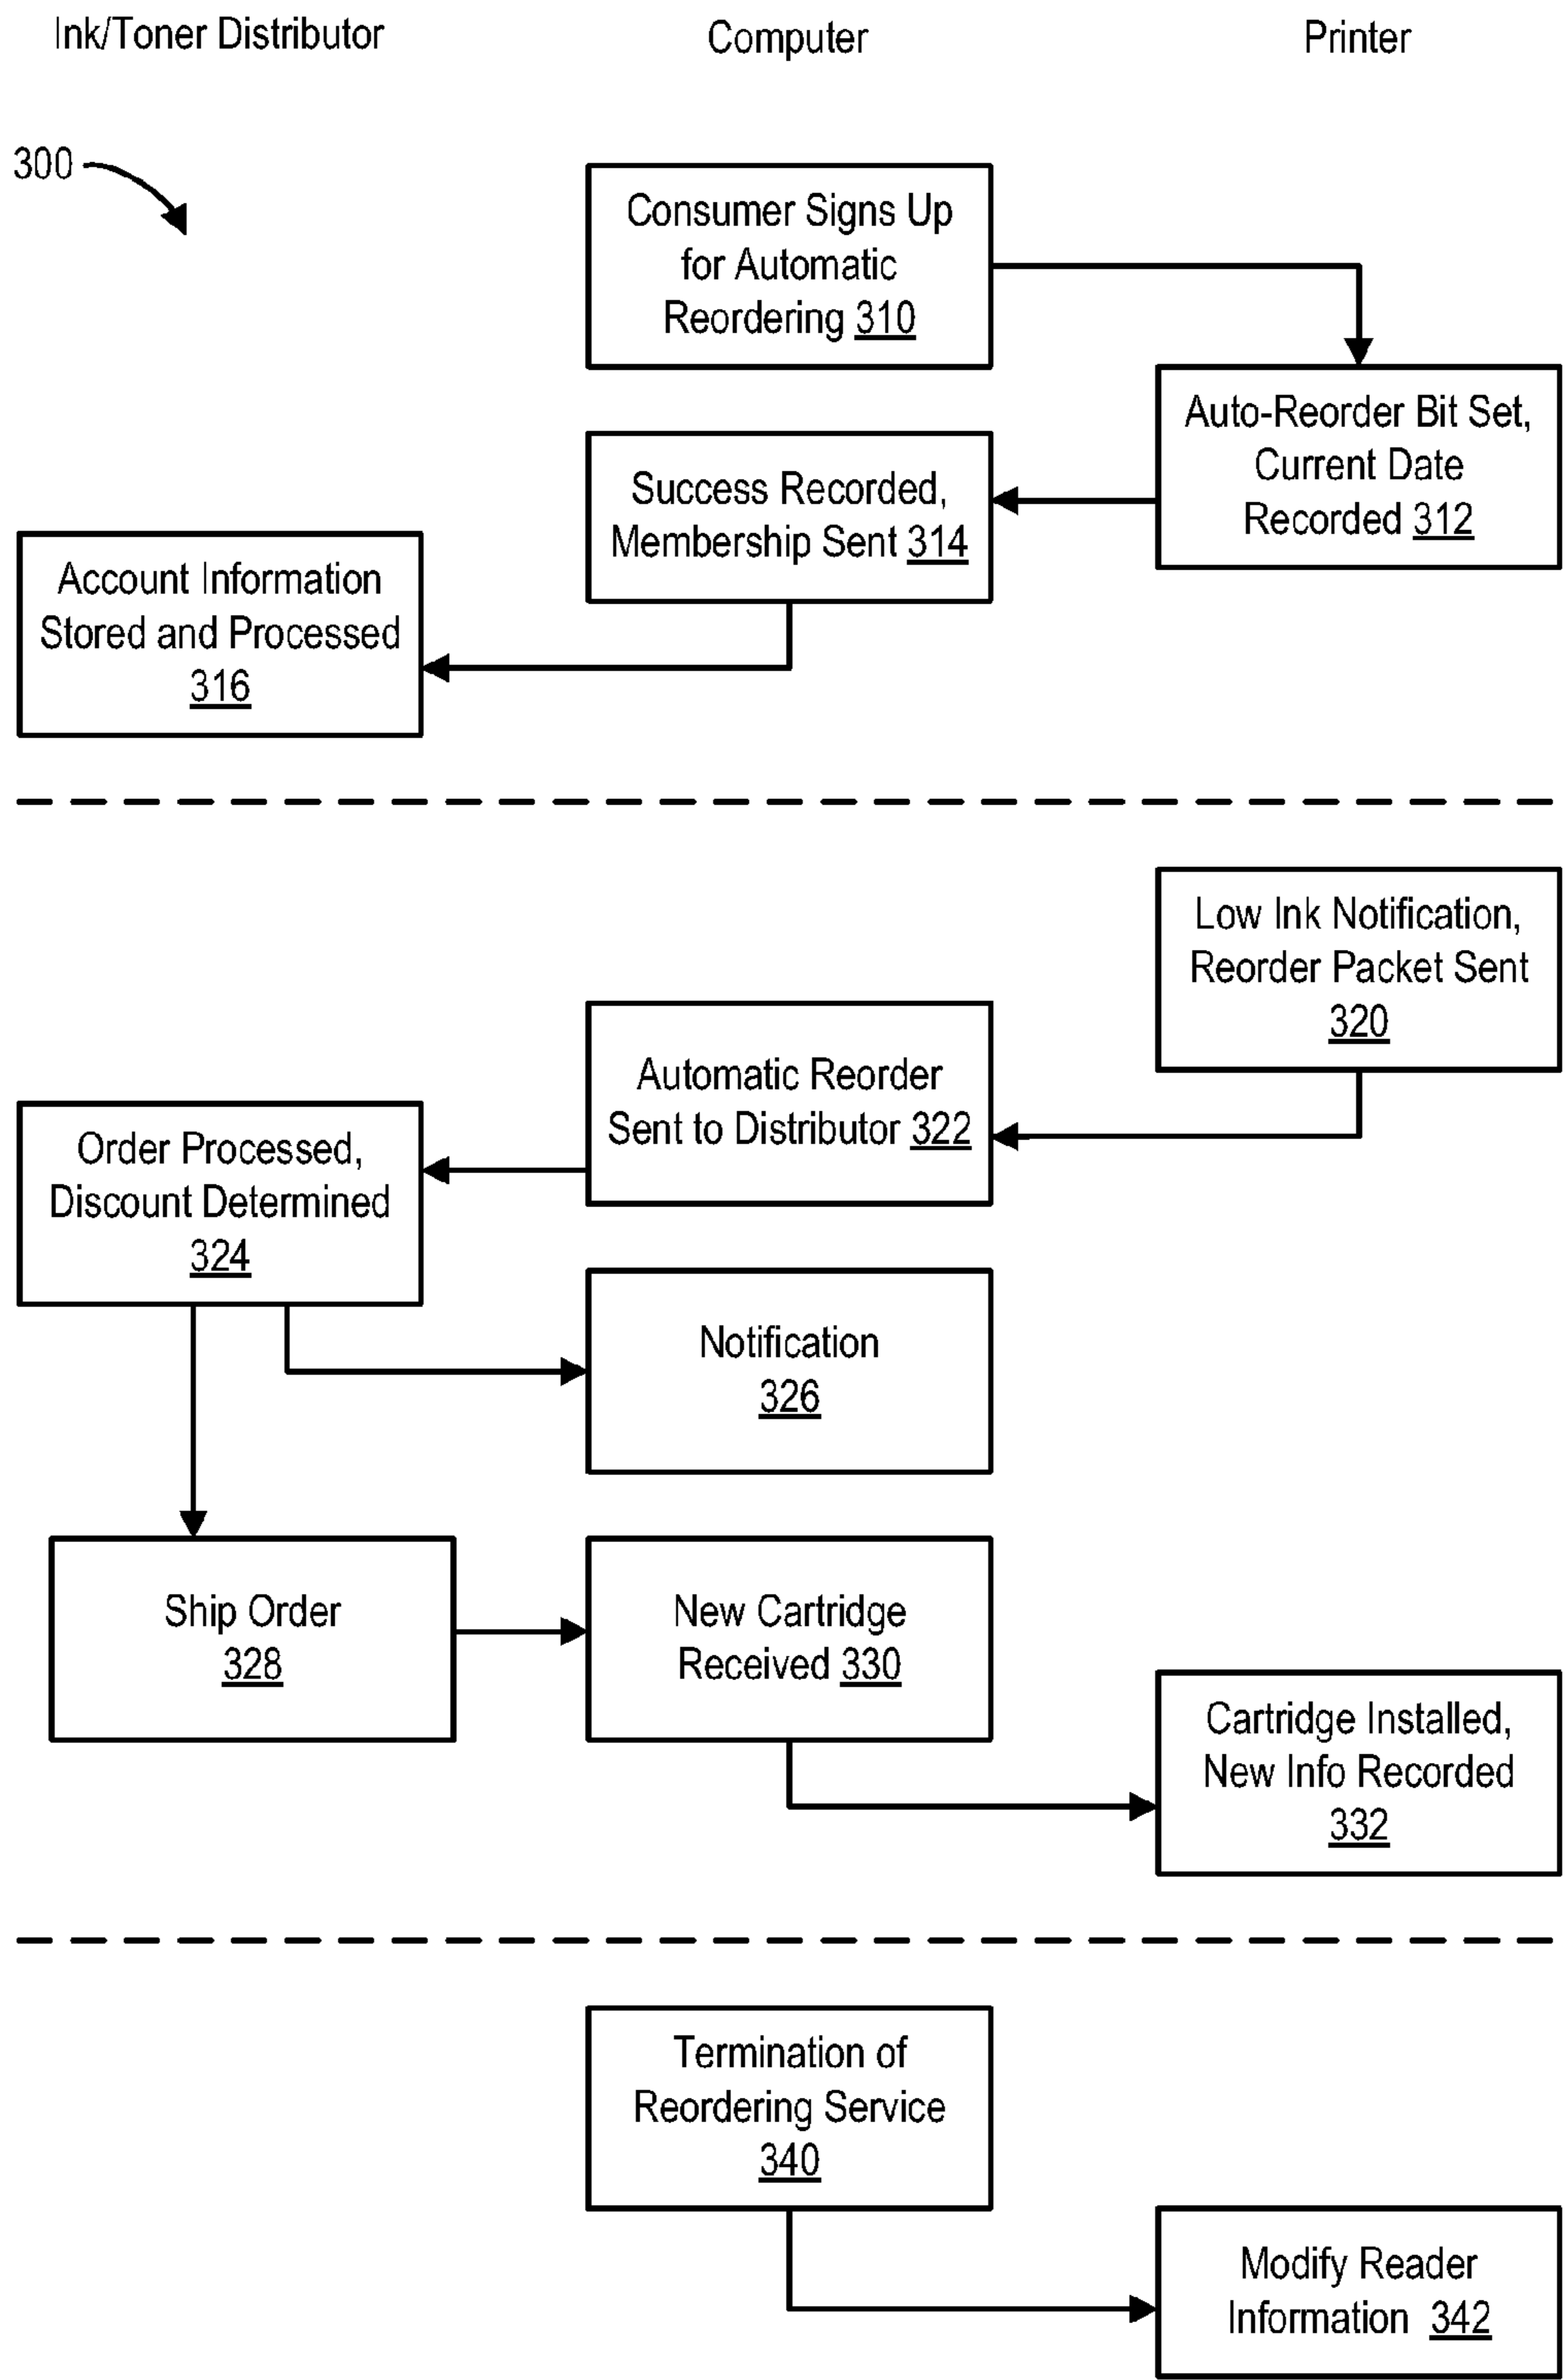 Ink/Toner Distributor
Computer
Printer
300
Consumer Signs Up
for Automatic
Reordering 310
Auto-Reorder Bit Set,
Current Date
Recorded 312
Success Recorded,
Membership Sent 314
Account Information
Stored and Processed
316
Low Ink Notification,
Reorder Packet Sent
320
Automatic Reorder
Sent to Distributor 322
Order Processed,
Discount Determined
324
Notification
326
Ship Order
328
New Cartridge
Received 330
Cartridge Installed,
New Info Recorded
332
Termination of
Reordering Service
340
Modify Reader
Information 342